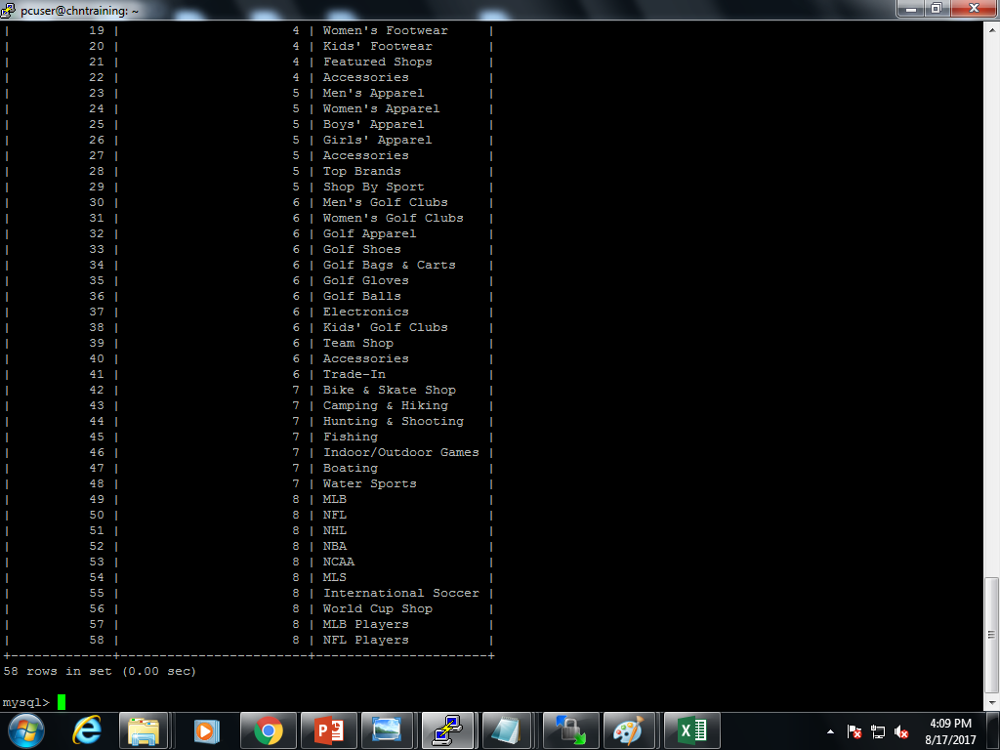 pcuser@chntraining: ~
| 19 | 4 | Women's Footwear |
| 20 | 4 | Kids' Footwear |
| 21 | 4 | Featured Shops |
| 22 | 4 | Accessories |
| 23 | 5 | Men's Apparel |
| 24 | 5 | Women's Apparel |
| 25 | 5 | Boys' Apparel |
| 26 | 5 | Girls' Apparel |
| 27 | 5 | Accessories |
| 28 | 5 | Top Brands |
| 29 | 5 | Shop By Sport |
| 30 | 6 | Men's Golf Clubs |
| 31 | 6 | Women's Golf Clubs |
| 32 | 6 | Golf Apparel |
| 33 | 6 | Golf Shoes |
| 34 | 6 | Golf Bags & Carts |
| 35 | 6 | Golf Gloves |
| 36 | 6 | Golf Balls |
| 37 | 6 | Electronics |
| 38 | 6 | Kids' Golf Clubs |
| 39 | 6 | Team Shop |
| 40 | 6 | Accessories |
| 41 | 6 | Trade-In |
| 42 | 7 | Bike & Skate Shop |
| 43 | 7 | Camping & Hiking |
| 44 | 7 | Hunting & Shooting |
| 45 | 7 | Fishing |
| 46 | 7 | Indoor/Outdoor Games |
| 47 | 7 | Boating |
| 48 | 7 | Water Sports |
| 49 | 8 | MLB |
| 50 | 8 | NFL |
| 51 | 8 | NHL |
| 52 | 8 | NBA |
| 53 | 8 | NCAA |
| 54 | 8 | MLS |
| 55 | 8 | International Soccer |
| 56 | 8 | World Cup Shop |
| 57 | 8 | MLB Players |
| 58 | 8 | NFL Players |
+-------------+------------------------+----------------------+
58 rows in set (0.00 sec)
mysql>
4:09 PM
8/17/2017